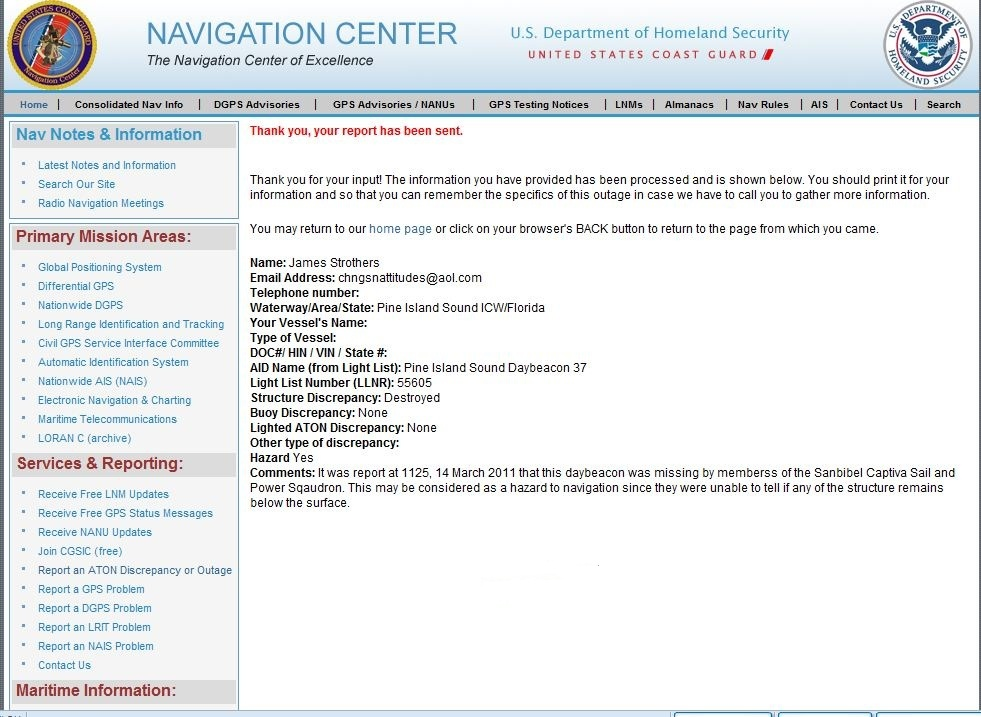 UNITED STATES COAST GUARD
Navigation Center
NAVIGATION CENTER
The Navigation Center of Excellence
U.S. Department of Homeland Security
UNITED STATES COAST GUARD
U.S. DEPARTMENT OF HOMELAND SECURITY
Home | Consolidated Nav Info | DGPS Advisories | GPS Advisories / NANUs | GPS Testing Notices | LNMs | Almanacs | Nav Rules | AIS | Contact Us | Search
Nav Notes & Information
Latest Notes and Information
Search Our Site
Radio Navigation Meetings
Primary Mission Areas:
Global Positioning System
Differential GPS
Nationwide DGPS
Long Range Identification and Tracking
Civil GPS Service Interface Committee
Automatic Identification System
Nationwide AIS (NAIS)
Electronic Navigation & Charting
Maritime Telecommunications
LORAN C (archive)
Services & Reporting:
Receive Free LNM Updates
Receive Free GPS Status Messages
Receive NANU Updates
Join CGSIC (free)
Report an ATON Discrepancy or Outage
Report a GPS Problem
Report a DGPS Problem
Report an LRIT Problem
Report an NAIS Problem
Contact Us
Maritime Information:
Thank you, your report has been sent.
Thank you for your input! The information you have provided has been processed and is shown below. You should print it for your
information and so that you can remember the specifics of this outage in case we have to call you to gather more information.
You may return to our home page or click on your browser's BACK button to return to the page from which you came.
Name: James Strothers
Email Address: chngsnattitudes@aol.com
Telephone number:
Waterway/Area/State: Pine Island Sound ICW/Florida
Your Vessel's Name:
Type of Vessel:
DOC#/ HIN / VIN / State #:
AID Name (from Light List): Pine Island Sound Daybeacon 37
Light List Number (LLNR): 55605
Structure Discrepancy: Destroyed
Buoy Discrepancy: None
Lighted ATON Discrepancy: None
Other type of discrepancy:
Hazard Yes
Comments: It was report at 1125, 14 March 2011 that this daybeacon was missing by memberss of the Sanbibel Captiva Sail and
Power Sqaudron. This may be considered as a hazard to navigation since they were unable to tell if any of the structure remains
below the surface.